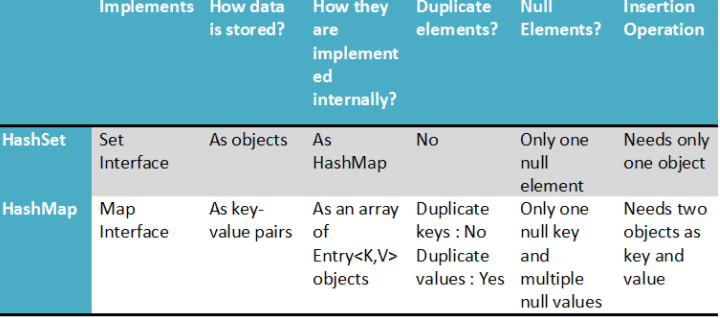 Implements How data is stored? How they are implement ed internally? Duplicate elements? Null Elements? Insertion Operation
HashSet Set Interface As objects As HashMap No Only one null element Needs only one object
HashMap Map Interface As key-value pairs As an array of Entry<K,V> objects Duplicate keys : No Duplicate values : Yes Only one null key and multiple null values Needs two objects as key and value